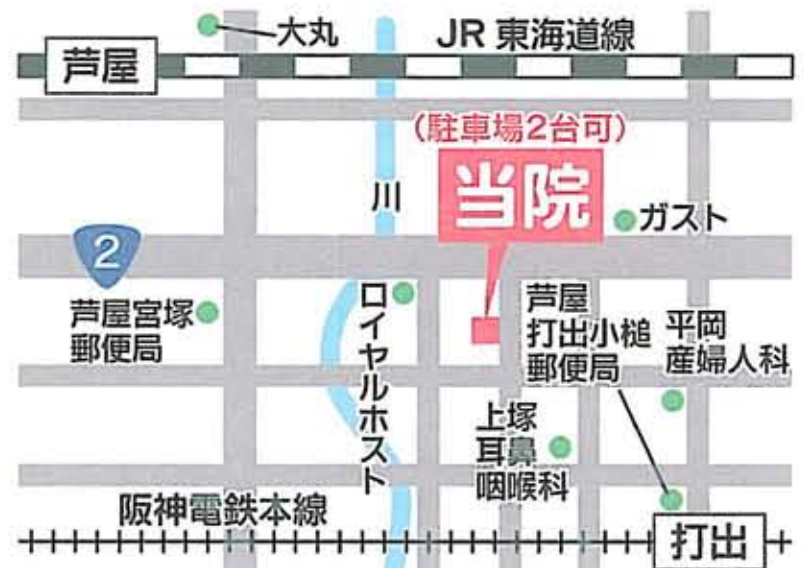 大丸
JR 東海道線
芦屋
(駐車場2台可)
当院
川
ガスト
2
芦屋宮塚
郵便局
ロイヤルホスト
芦屋
打出小槌
郵便局
平岡
産婦人科
上塚
耳鼻
咽喉科
阪神電鉄本線
打出